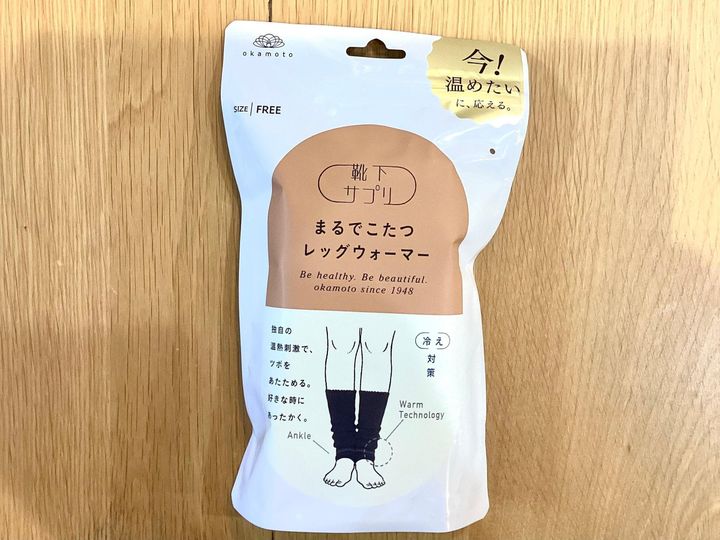 okamoto
今!
温めたい
に、応える。
SIZE FREE
靴下
サプリ
まるでこたつ
レッグウォーマー
Be healthy. Be beautiful.
okamoto since 1948
独自の
温熱刺激で、
ツボを
あたためる。
好きな時に
あったかく。
冷え
対策
Warm
Technology
Ankle